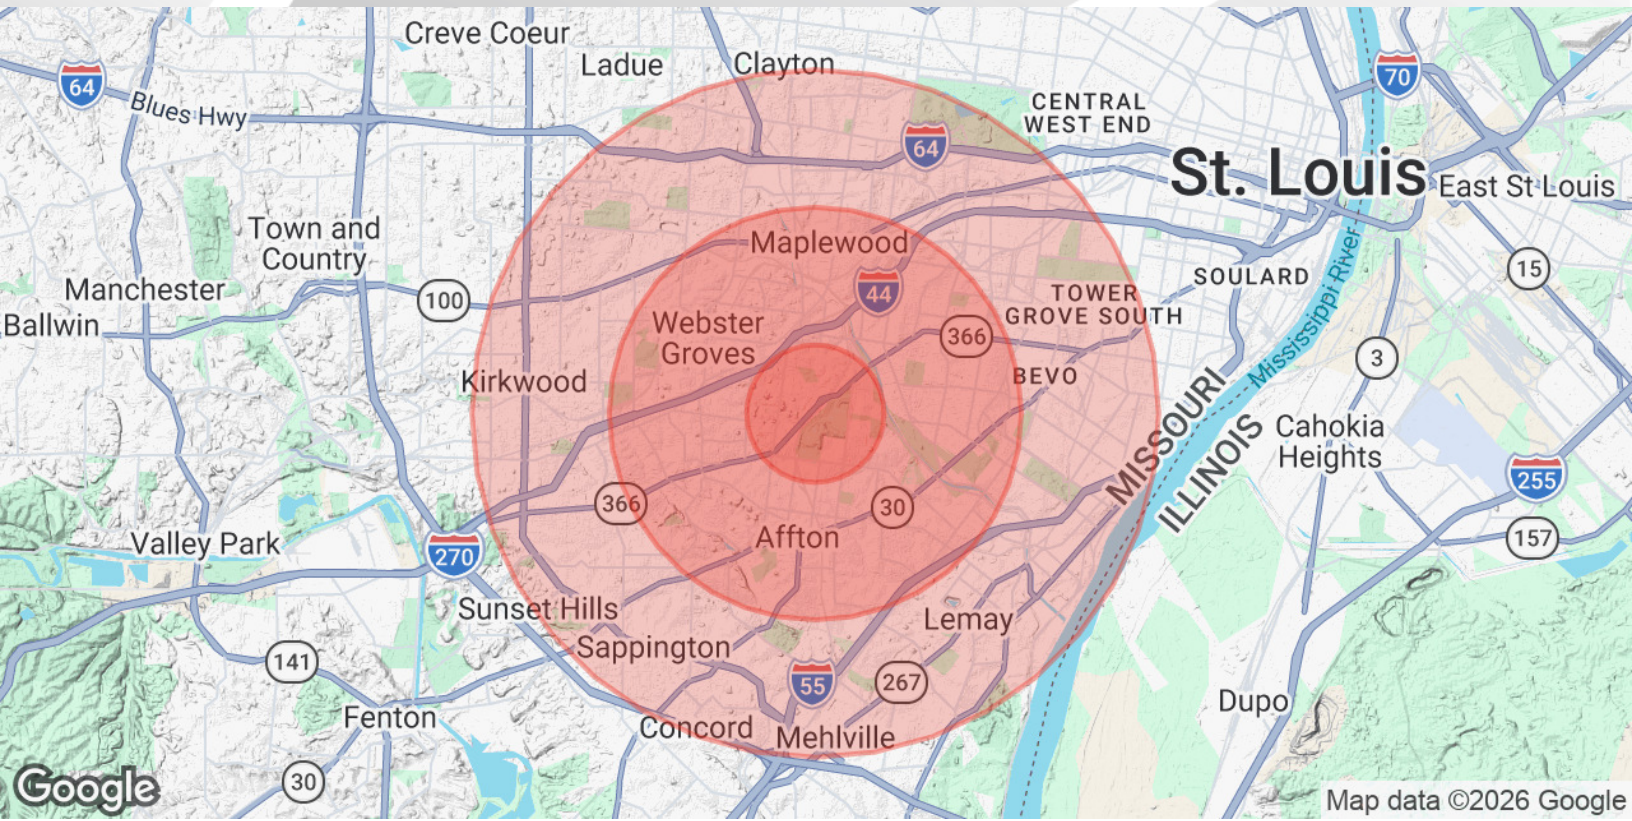 Creve Coeur
Ladue
Clayton
64
70
Blues Hwy
CENTRAL
WEST END
64
St. Louis
East St Louis
Town and
Country
Maplewood
15
SOULARD
Manchester
100
44
TOWER
GROVE SOUTH
Ballwin
Webster
Groves
366
Mississippi River
3
Kirkwood
BEVO
MISSOURI
ILLINOIS
Cahokia
Heights
255
366
30
Valley Park
270
Affton
157
Sunset Hills
Lemay
Sappington
141
55
267
Dupo
Fenton
Concord
Mehlville
30
Google
Map data ©2026 Google